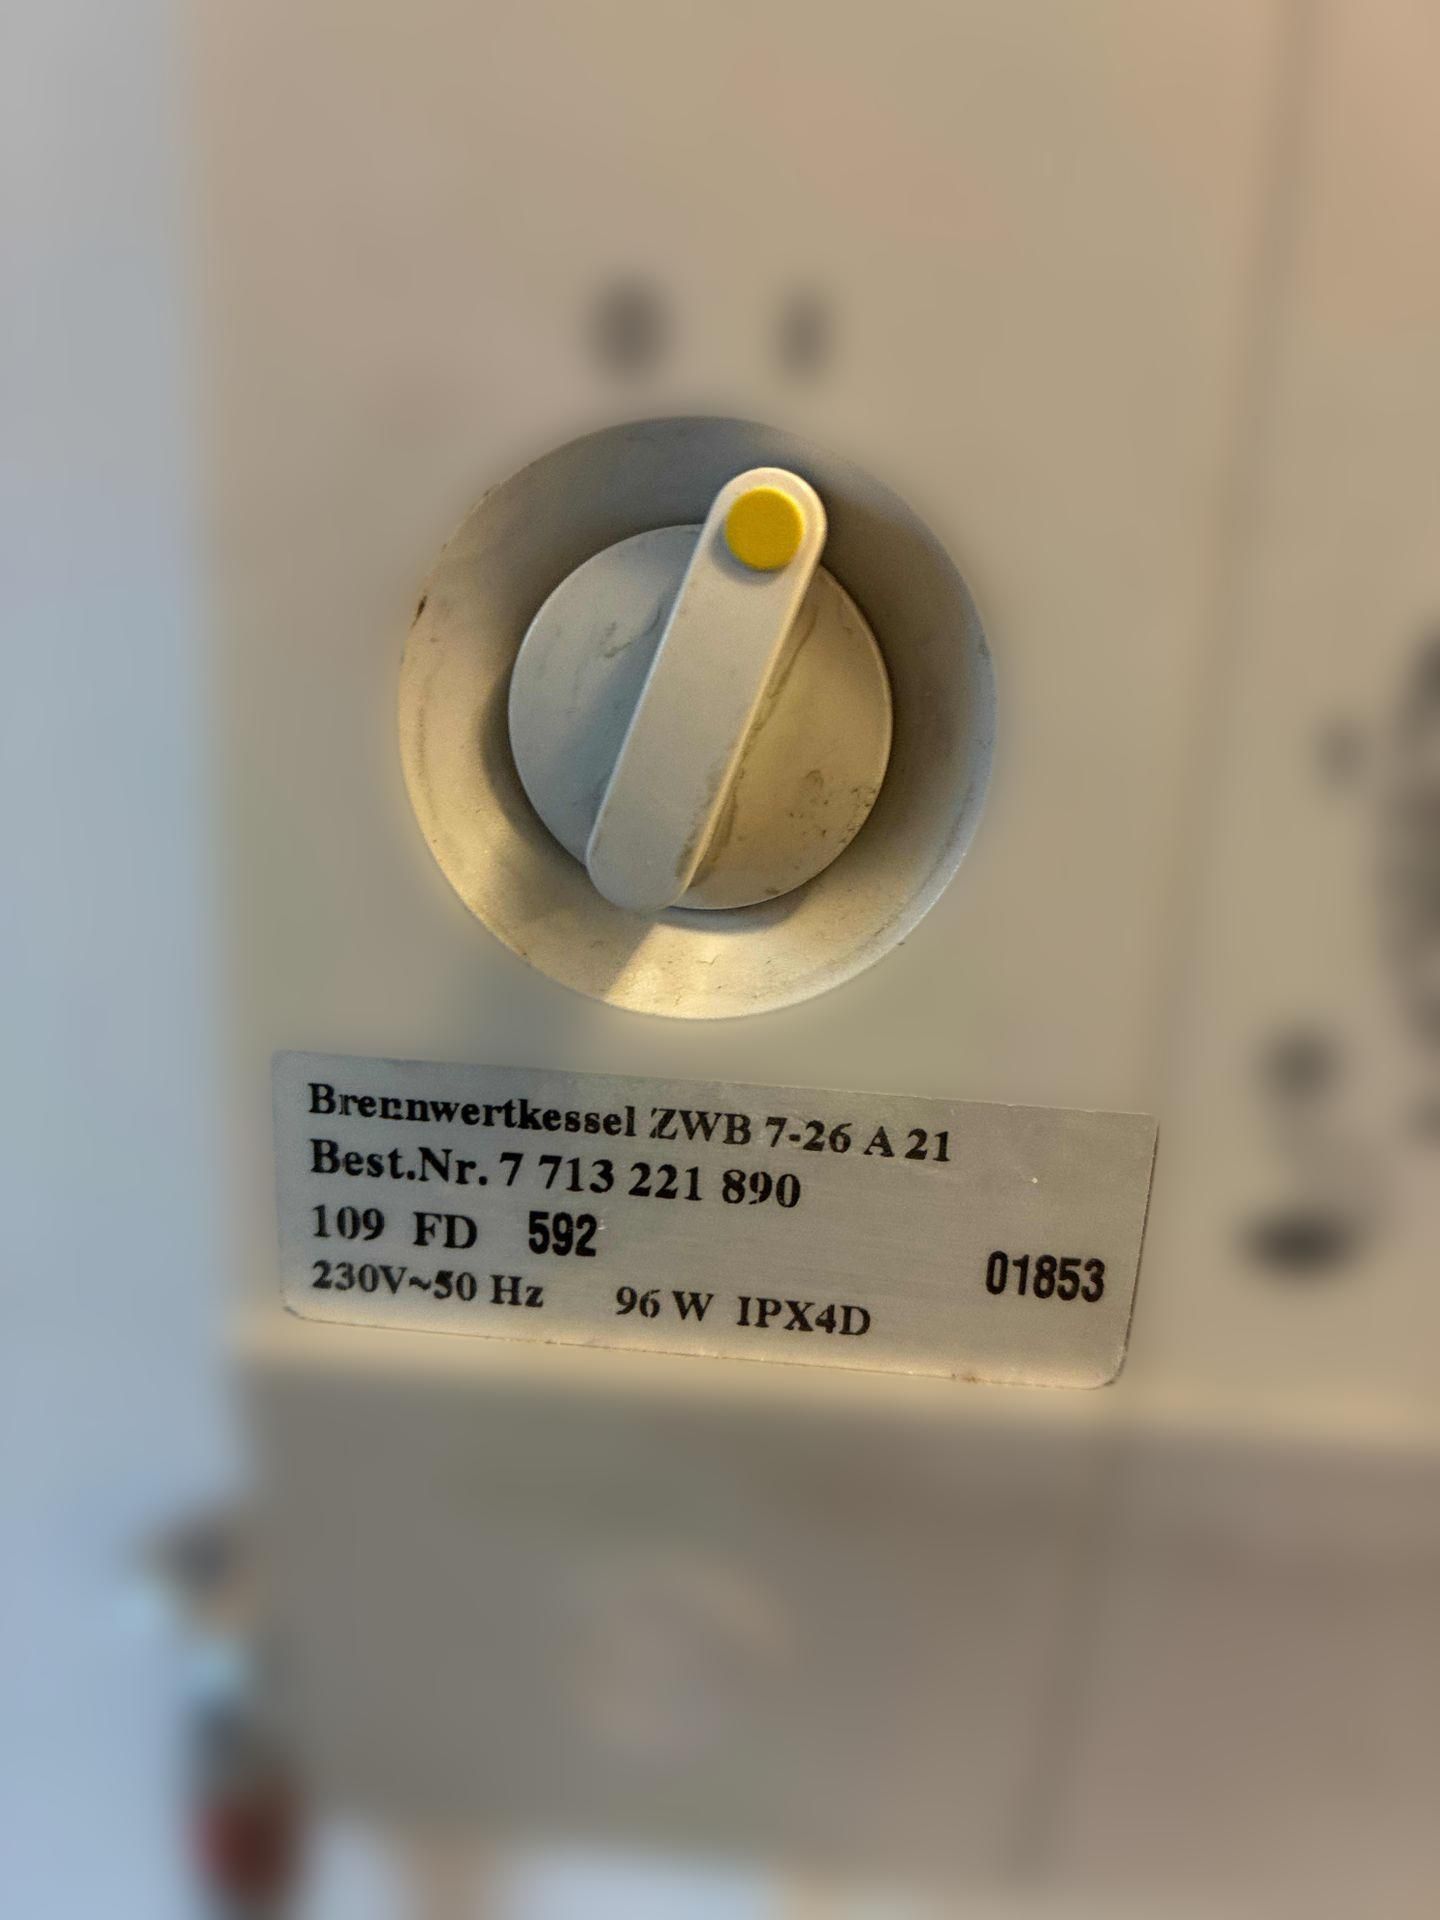 0 I
Brennwertkessel ZWB 7-26 A 21
Best.Nr. 7 713 221 890
109 FD 592 01853
230V~50 Hz 96 W IPX4D